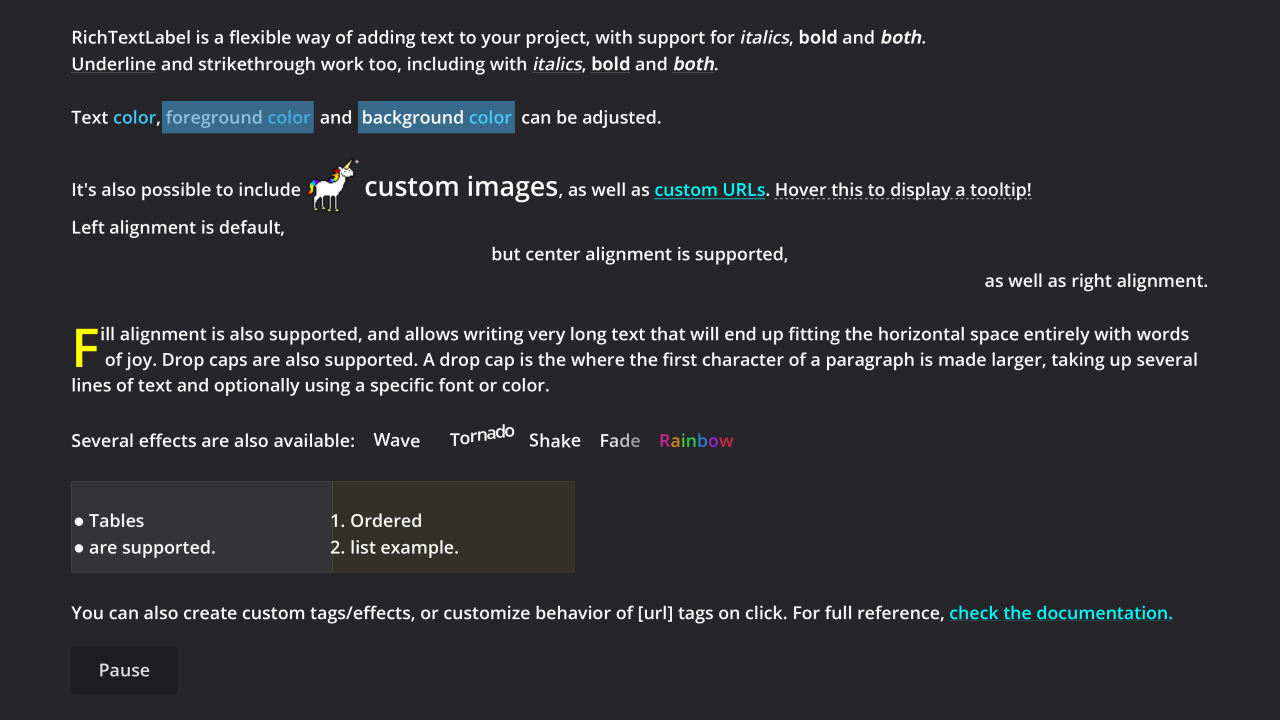 RichTextLabel is a flexible way of adding text to your project, with support for italics, bold and both.
Underline and strikethrough work too, including with italics, bold and both.
Text color, foreground color and background color can be adjusted.
It's also possible to include custom images, as well as custom URLs. Hover this to display a tooltip!
Left alignment is default,
but center alignment is supported,
as well as right alignment.
Fill alignment is also supported, and allows writing very long text that will end up fitting the horizontal space entirely with words
of joy. Drop caps are also supported. A drop cap is the where the first character of a paragraph is made larger, taking up several
lines of text and optionally using a specific font or color.
Several effects are also available: Wave Tornado Shake Fade Rainbow
● Tables
● are supported.
1. Ordered
2. list example.
You can also create custom tags/effects, or customize behavior of [url] tags on click. For full reference, check the documentation.
Pause